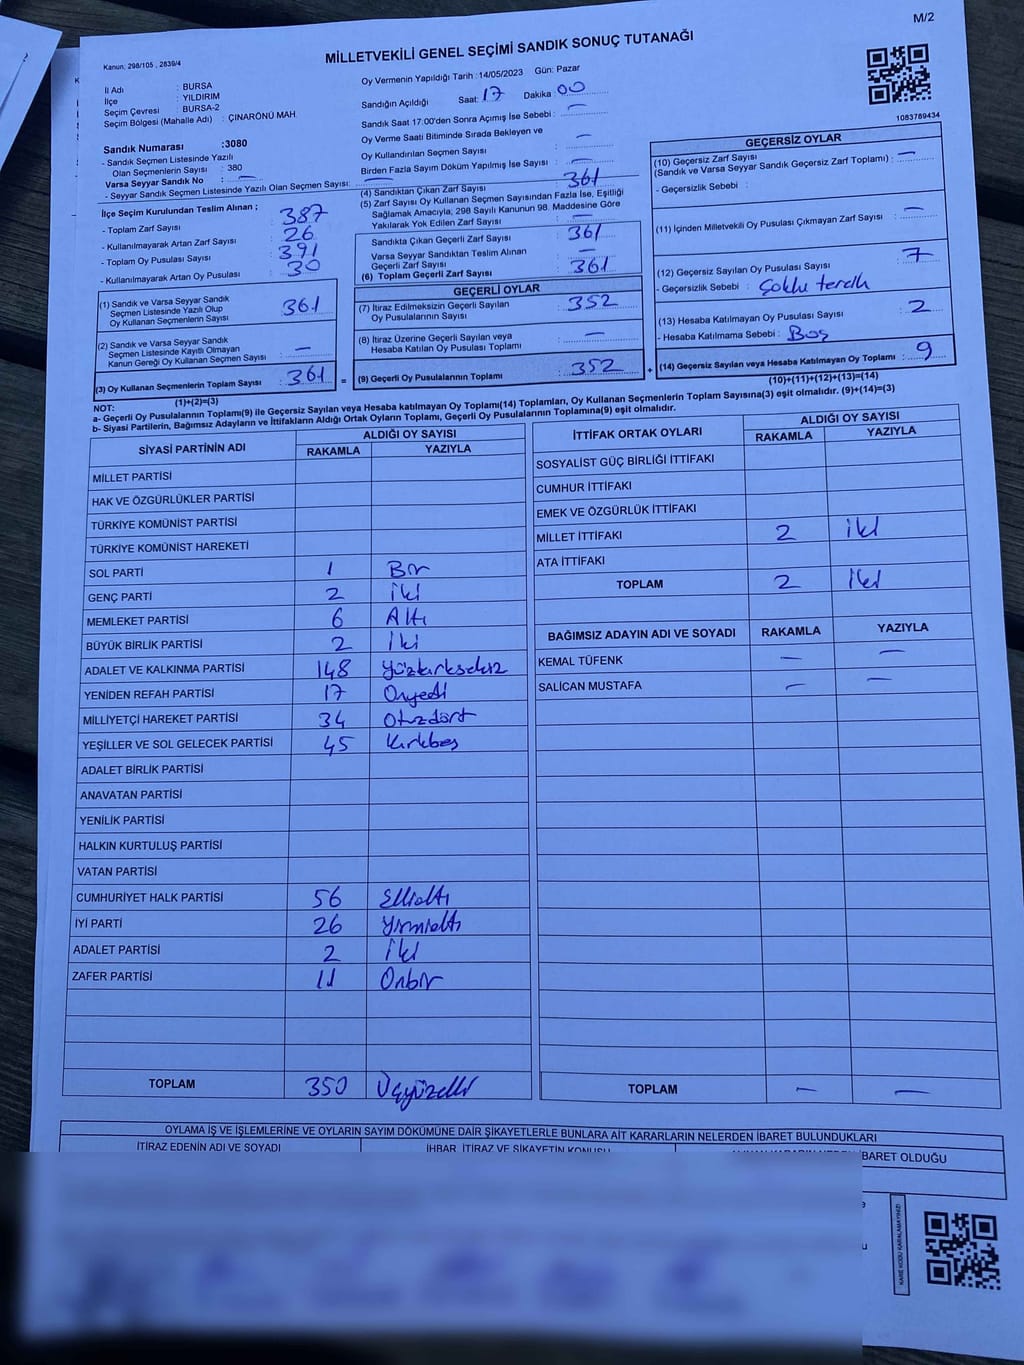 M/2
Kanun: 298/105 , 2839/4
MİLLETVEKİLİ GENEL SEÇİMİ SANDIK SONUÇ TUTANAĞI
İl Adı : BURSA
İlçe : YILDIRIM
Seçim Çevresi : BURSA-2
Seçim Bölgesi (Mahalle Adı) : ÇINARÖNÜ MAH.
Sandık Numarası :3080
- Sandık Seçmen Listesinde Yazılı
Olan Seçmenlerin Sayısı : 380
Varsa Seyyar Sandık No —
- Seyyar Sandık Seçmen Listesinde Yazılı Olan Seçmen Sayısı: —
İlçe Seçim Kurulundan Teslim Alınan ;
- Toplam Zarf Sayısı : 387
- Kullanılmayarak Artan Zarf Sayısı : 26
- Toplam Oy Pusulası Sayısı : 391
- Kullanılmayarak Artan Oy Pusulası : 30
(1) Sandık ve Varsa Seyyar Sandık
Seçmen Listesinde Yazılı Olup
Oy Kullanan Seçmenlerin Sayısı : 361
(2) Sandık ve Varsa Seyyar Sandık
Seçmen Listesinde Kayıtlı Olmayan
Kanun Gereği Oy Kullanan Seçmen Sayısı : —
(3) Oy Kullanan Seçmenlerin Toplam Sayısı : 361
(1)+(2)=(3)
Oy Vermenin Yapıldığı Tarih : 14/05/2023 Gün: Pazar
Sandığın Açıldığı Saat: 17 Dakika 00
Sandık Saat 17:00'den Sonra Açımış İse Sebebi : —
Oy Verme Saati Bitiminde Sırada Bekleyen ve
Oy Kullandırılan Seçmen Sayısı : —
Birden Fazla Sayım Döküm Yapılmış İse Sayısı : —
(4) Sandıktan Çıkan Zarf Sayısı : 361
(5) Zarf Sayısı Oy Kullanan Seçmen Sayısından Fazla İse, Eşitliği
Sağlamak Amacıyla; 298 Sayılı Kanunun 98. Maddesine Göre
Yakılarak Yok Edilen Zarf Sayısı : —
Sandıkta Çıkan Geçerli Zarf Sayısı : 361
Varsa Seyyar Sandıktan Teslim Alınan
Geçerli Zarf Sayısı : —
(6) Toplam Geçerli Zarf Sayısı : 361
GEÇERLİ OYLAR
(7) İtiraz Edilmeksizin Geçerli Sayılan
Oy Pusulalarının Sayısı : 352
(8) İtiraz Üzerine Geçerli Sayılan veya
Hesaba Katılan Oy Pusulası Toplamı : —
= (9) Geçerli Oy Pusulalarının Toplamı : 352
1083789434
GEÇERSİZ OYLAR
(10) Geçersiz Zarf Sayısı
(Sandık ve Varsa Seyyar Sandık Geçersiz Zarf Toplamı) : —
- Geçersizlik Sebebi :
(11) İçinden Milletvekili Oy Pusulası Çıkmayan Zarf Sayısı : —
(12) Geçersiz Sayılan Oy Pusulası Sayısı : 7
- Geçersizlik Sebebi : Çoklu tercih
(13) Hesaba Katılmayan Oy Pusulası Sayısı : 2
- Hesaba Katılmama Sebebi : Boş
+ (14) Geçersiz Sayılan veya Hesaba Katılmayan Oy Toplamı : 9
(10)+(11)+(12)+(13)=(14)
NOT:
a- Geçerli Oy Pusulalarının Toplamı(9) ile Geçersiz Sayılan veya Hesaba katılmayan Oy Toplamı(14) Toplamları, Oy Kullanan Seçmenlerin Toplam Sayısına(3) eşit olmalıdır. (9)+(14)=(3)
b- Siyasi Partilerin, Bağımsız Adayların ve İttifakların Aldığı Ortak Oyların Toplamı, Geçerli Oy Pusulalarının Toplamına(9) eşit olmalıdır.
SİYASİ PARTİNİN ADI ALDIĞI OY SAYISI
RAKAMLA YAZIYLA
MİLLET PARTİSİ
HAK VE ÖZGÜRLÜKLER PARTİSİ
TÜRKİYE KOMÜNİST PARTİSİ
TÜRKİYE KOMÜNİST HAREKETİ
SOL PARTİ 1 Bir
GENÇ PARTİ 2 iki
MEMLEKET PARTİSİ 6 Altı
BÜYÜK BİRLİK PARTİSİ 2 İki
ADALET VE KALKINMA PARTİSİ 148 Yüzkırksekiz
YENİDEN REFAH PARTİSİ 17 Onyedi
MİLLİYETÇİ HAREKET PARTİSİ 34 Otuzdört
YEŞİLLER VE SOL GELECEK PARTİSİ 45 Kırkbeş
ADALET BİRLİK PARTİSİ
ANAVATAN PARTİSİ
YENİLİK PARTİSİ
HALKIN KURTULUŞ PARTİSİ
VATAN PARTİSİ
CUMHURİYET HALK PARTİSİ 56 Ellialtı
İYİ PARTİ 26 Yirmialtı
ADALET PARTİSİ 2 İki
ZAFER PARTİSİ 11 Onbir
TOPLAM 350 Üçyüzelli
İTTİFAK ORTAK OYLARI ALDIĞI OY SAYISI
RAKAMLA YAZIYLA
SOSYALİST GÜÇ BİRLİĞİ İTTİFAKI
CUMHUR İTTİFAKI
EMEK VE ÖZGÜRLÜK İTTİFAKI
MİLLET İTTİFAKI 2 iki
ATA İTTİFAKI
TOPLAM 2 iki
BAĞIMSIZ ADAYIN ADI VE SOYADI RAKAMLA YAZIYLA
KEMAL TÜFENK — —
SALİCAN MUSTAFA — —
TOPLAM — —
OYLAMA İŞ VE İŞLEMLERİNE VE OYLARIN SAYIM DÖKÜMÜNE DAİR ŞİKAYETLERLE BUNLARA AİT KARARLARIN NELERDEN İBARET BULUNDUKLARI
İTİRAZ EDENİN ADI VE SOYADI İHBAR, İTİRAZ VE ŞİKAYETİN KONUSU İBARET OLDUĞU
KARE KODU KARALAMAYINIZ!